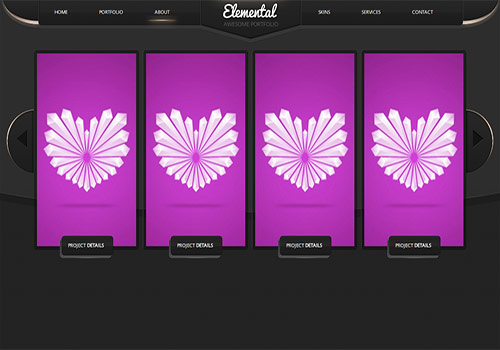 HOME PORTFOLIO ABOUT Elemental SKINS SERVICES CONTACT
AWESOME PORTFOLIO
PROJECT DETAILS PROJECT DETAILS PROJECT DETAILS PROJECT DETAILS